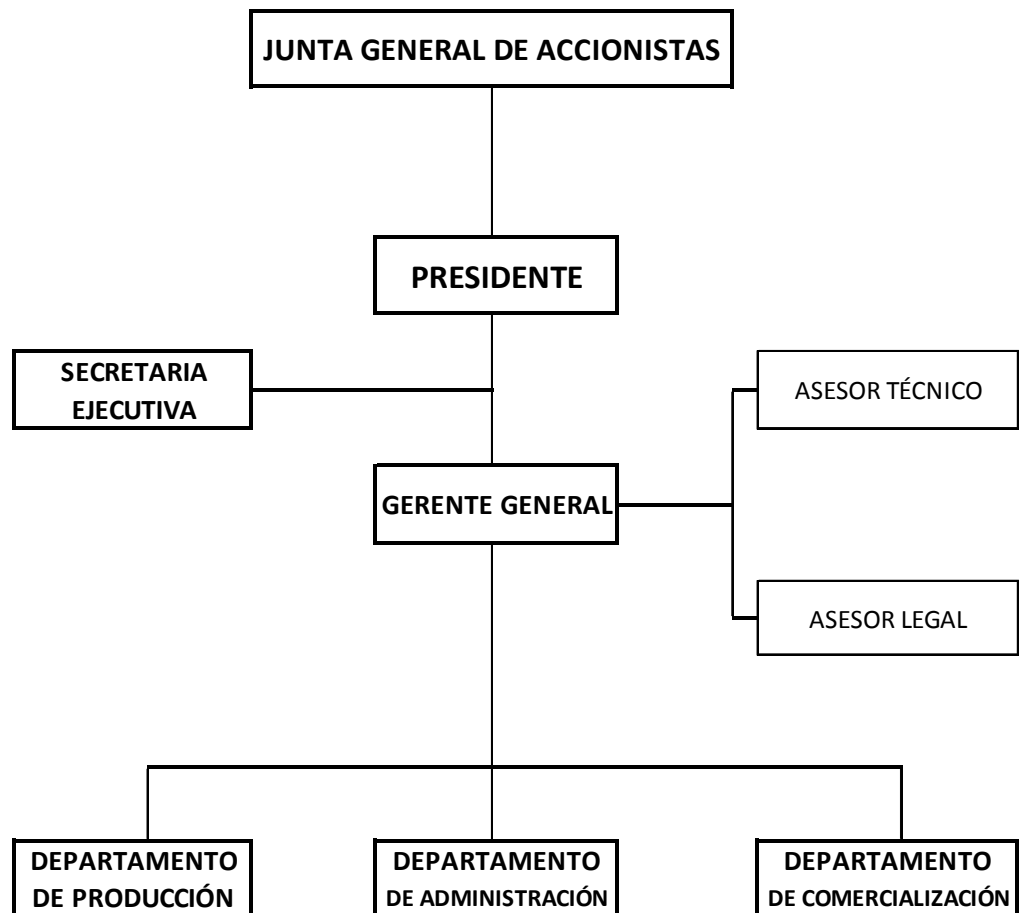 JUNTA GENERAL DE ACCIONISTAS
PRESIDENTE
SECRETARIA
EJECUTIVA
ASESOR TÉCNICO
GERENTE GENERAL
ASESOR LEGAL
DEPARTAMENTO
DE PRODUCCIÓN
DEPARTAMENTO
DE ADMINISTRACIÓN
DEPARTAMENTO
DE COMERCIALIZACIÓN